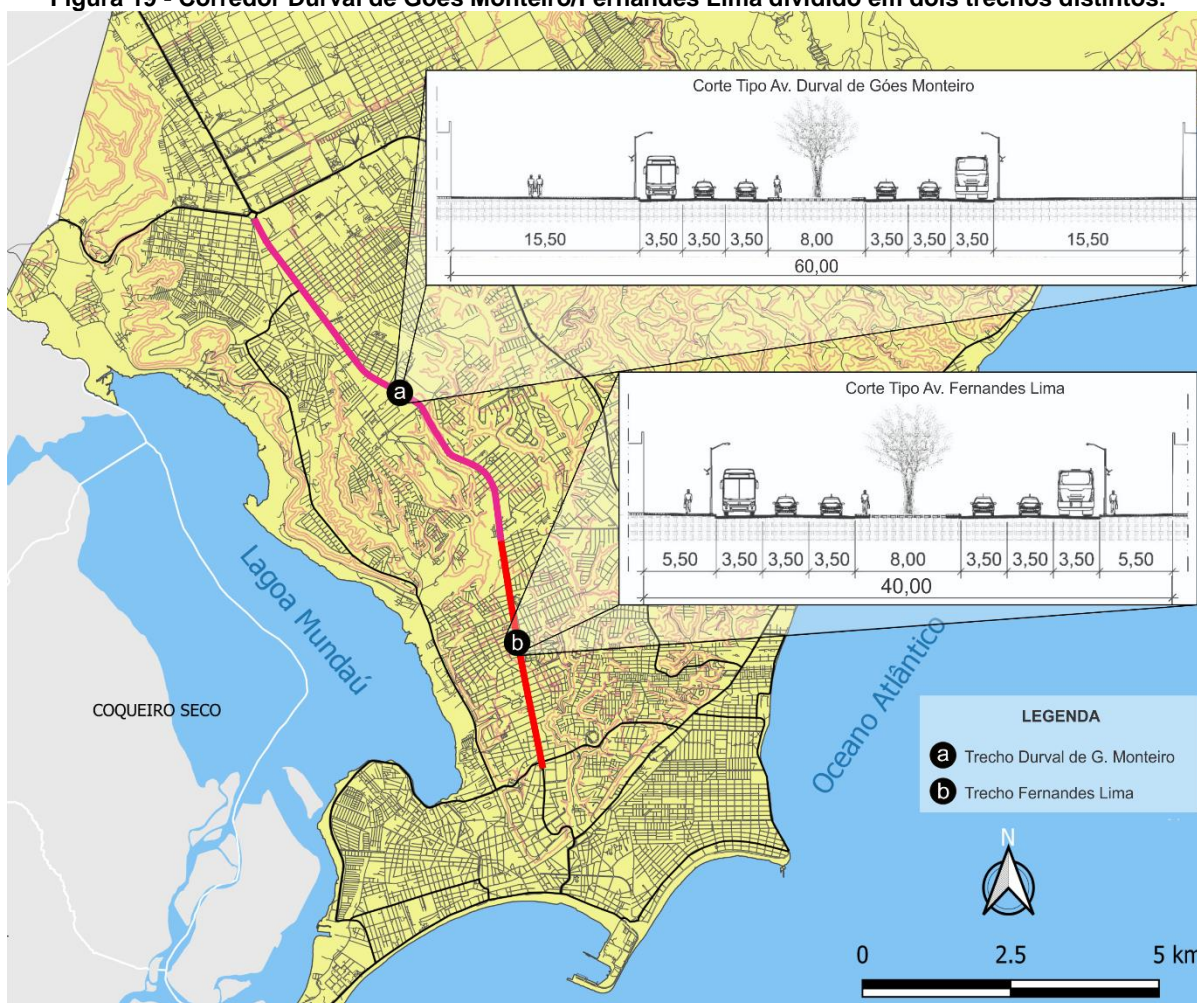 Figura 19 - Corredor Durval de Góes Monteiro/Fernandes Lima dividido em dois trechos distintos.
Corte Tipo Av. Durval de Góes Monteiro
15,50 3,50 3,50 3,50 8,00 3,50 3,50 3,50 15,50
60,00
a
Corte Tipo Av. Fernandes Lima
5,50 3,50 3,50 3,50 8,00 3,50 3,50 3,50 5,50
40,00
b
Lagoa Mundaú
COQUEIRO SECO
Oceano Atlântico
LEGENDA
a Trecho Durval de G. Monteiro
b Trecho Fernandes Lima
N
0 2.5 5 km